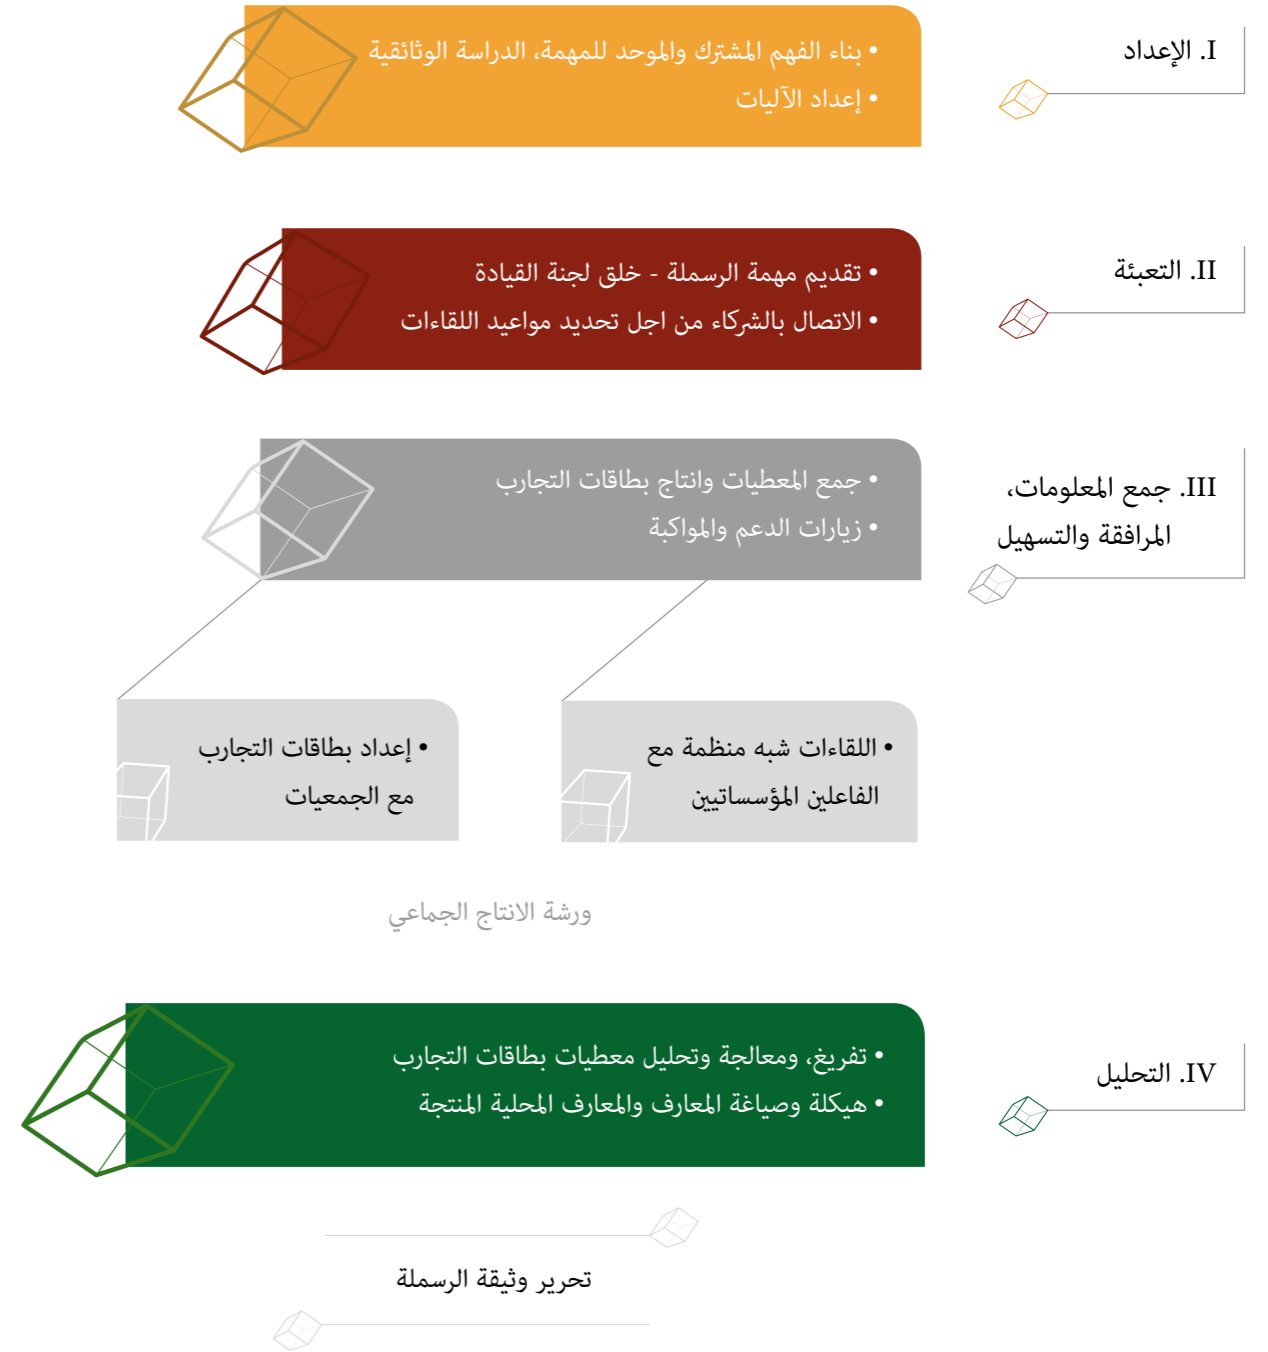 I. الإعداد
• بناء الفهم المشترك والموحد للمهمة، الدراسة الوثائقية
• إعداد الآليات
II. التعبئة
• تقديم مهمة الرسملة - خلق لجنة القيادة
• الاتصال بالشركاء من اجل تحديد مواعيد اللقاءات
III. جمع المعلومات،
المرافقة والتسهيل
• جمع المعطيات وانتاج بطاقات التجارب
• زيارات الدعم والمواكبة
• اللقاءات شبه منظمة مع
الفاعلين المؤسساتيين
• إعداد بطاقات التجارب
مع الجمعيات
ورشة الانتاج الجماعي
IV. التحليل
• تفريغ، ومعالجة وتحليل معطيات بطاقات التجارب
• هيكلة وصياغة المعارف والمعارف المحلية المنتجة
تحرير وثيقة الرسملة